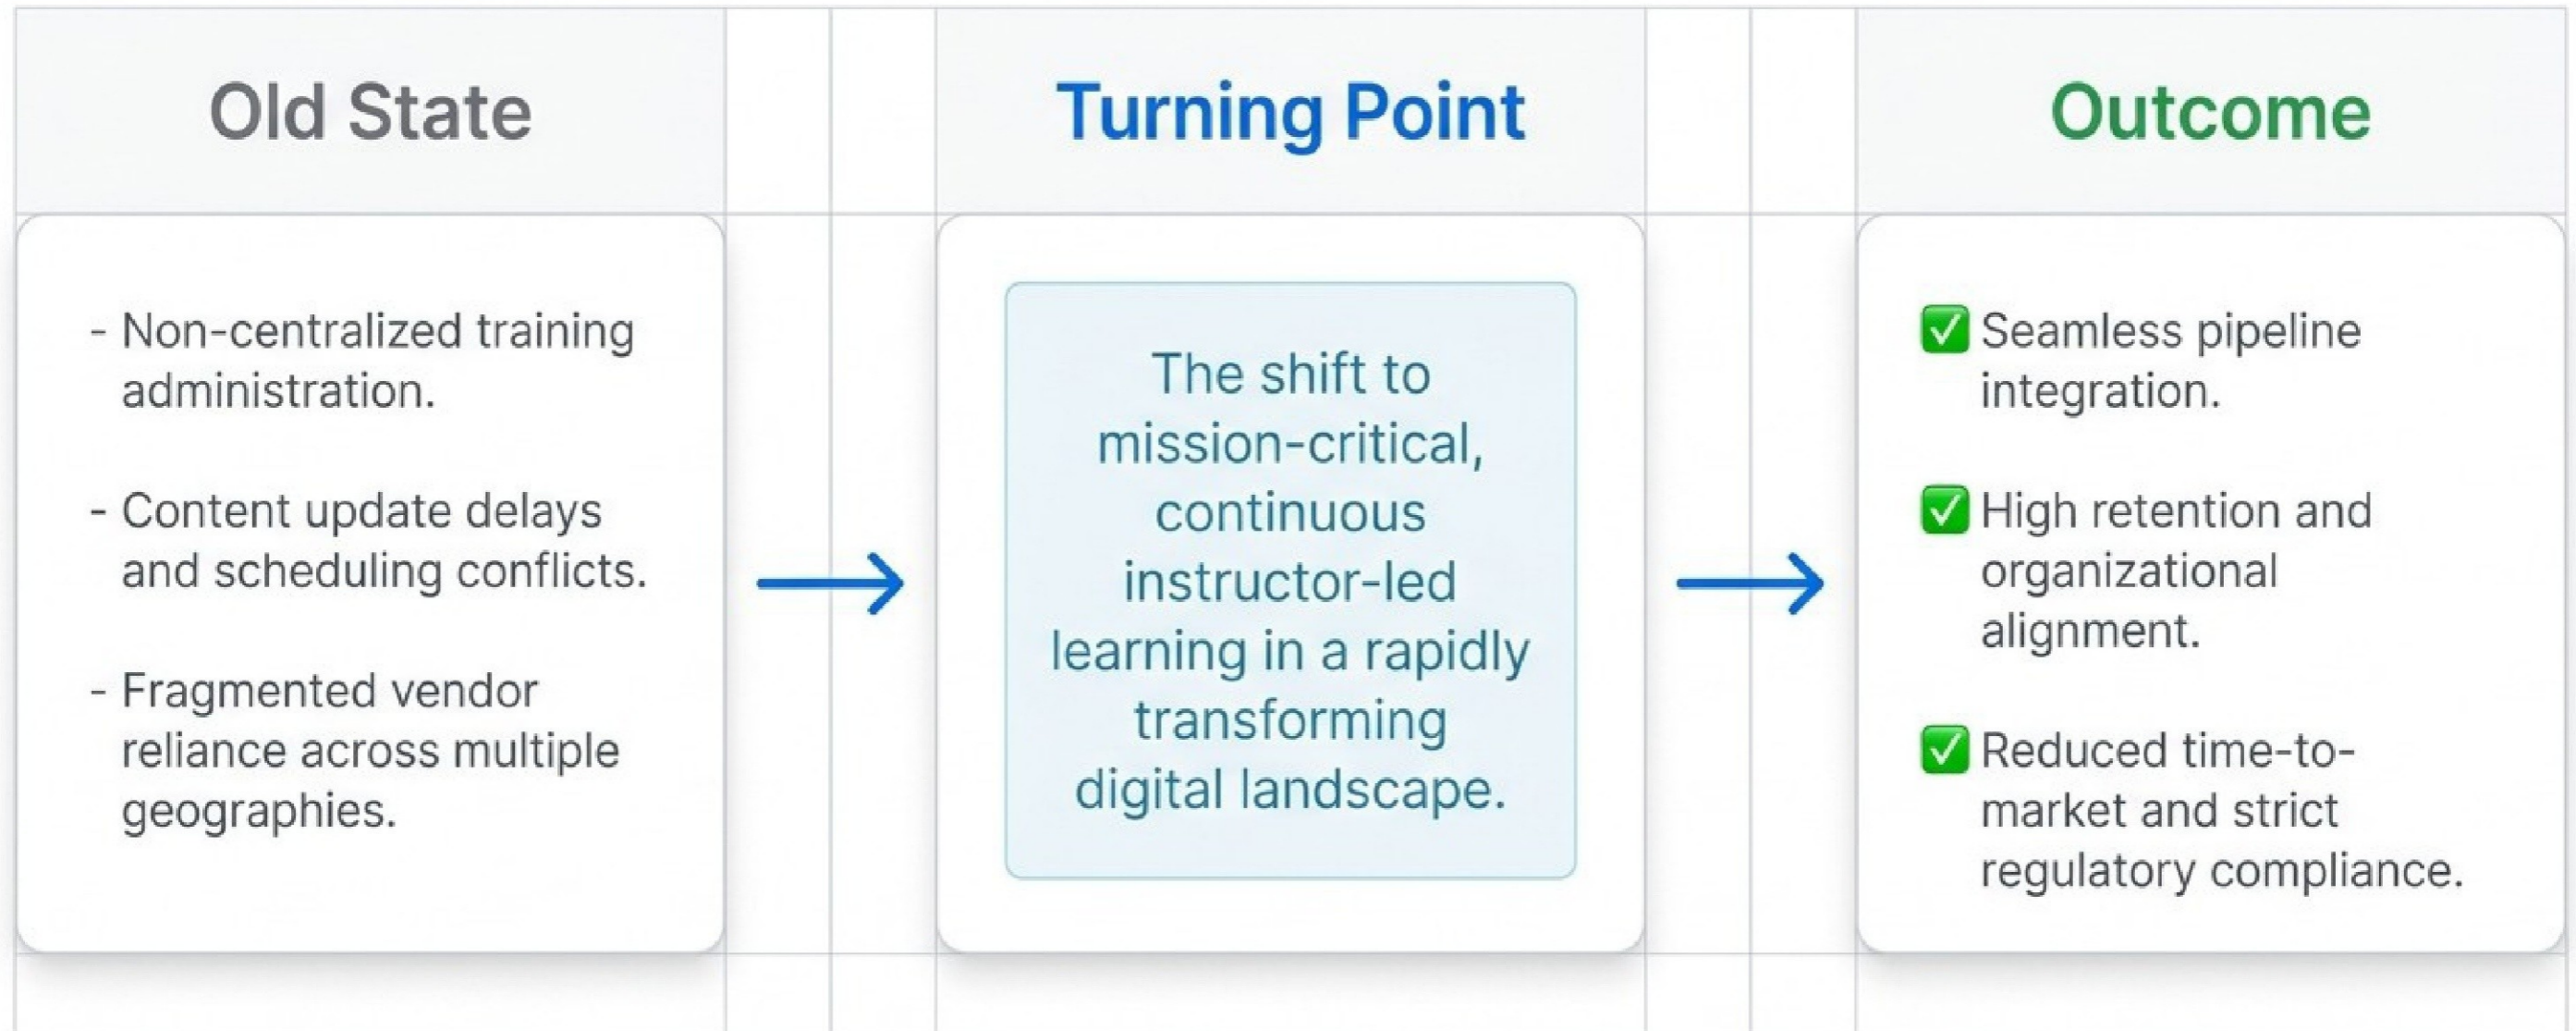 Old State
- Non-centralized training
administration.
- Content update delays
and scheduling conflicts.
- Fragmented vendor
reliance across multiple
geographies.
Turning Point
The shift to
mission-critical,
continuous
instructor-led
learning in a rapidly
transforming
digital landscape.
Outcome
✅ Seamless pipeline
integration.
✅ High retention and
organizational
alignment.
✅ Reduced time-to-
market and strict
regulatory compliance.